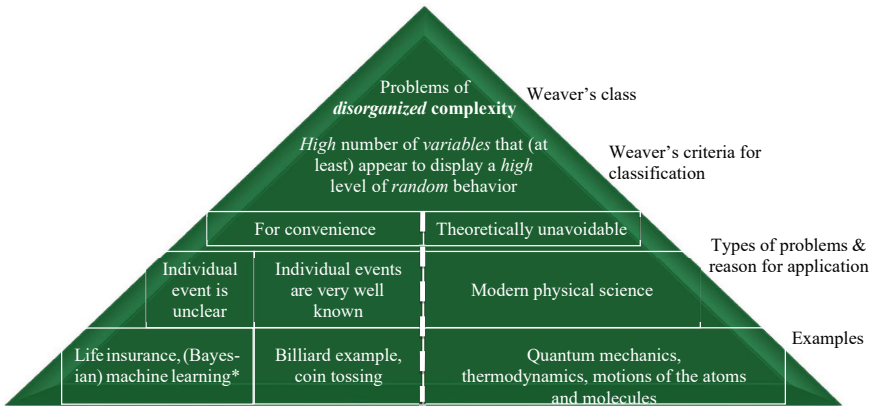 Problems of
disorganized complexity
Weaver’s class
High number of variables that (at
least) appear to display a high
level of random behavior
Weaver’s criteria for
classification
For convenience
Theoretically unavoidable
Types of problems &
reason for application
Individual
event is
unclear
Individual events
are very well
known
Modern physical science
Examples
Life insurance, (Bayes-
ian) machine learning*
Billiard example,
coin tossing
Quantum mechanics,
thermodynamics, motions of the atoms
and molecules